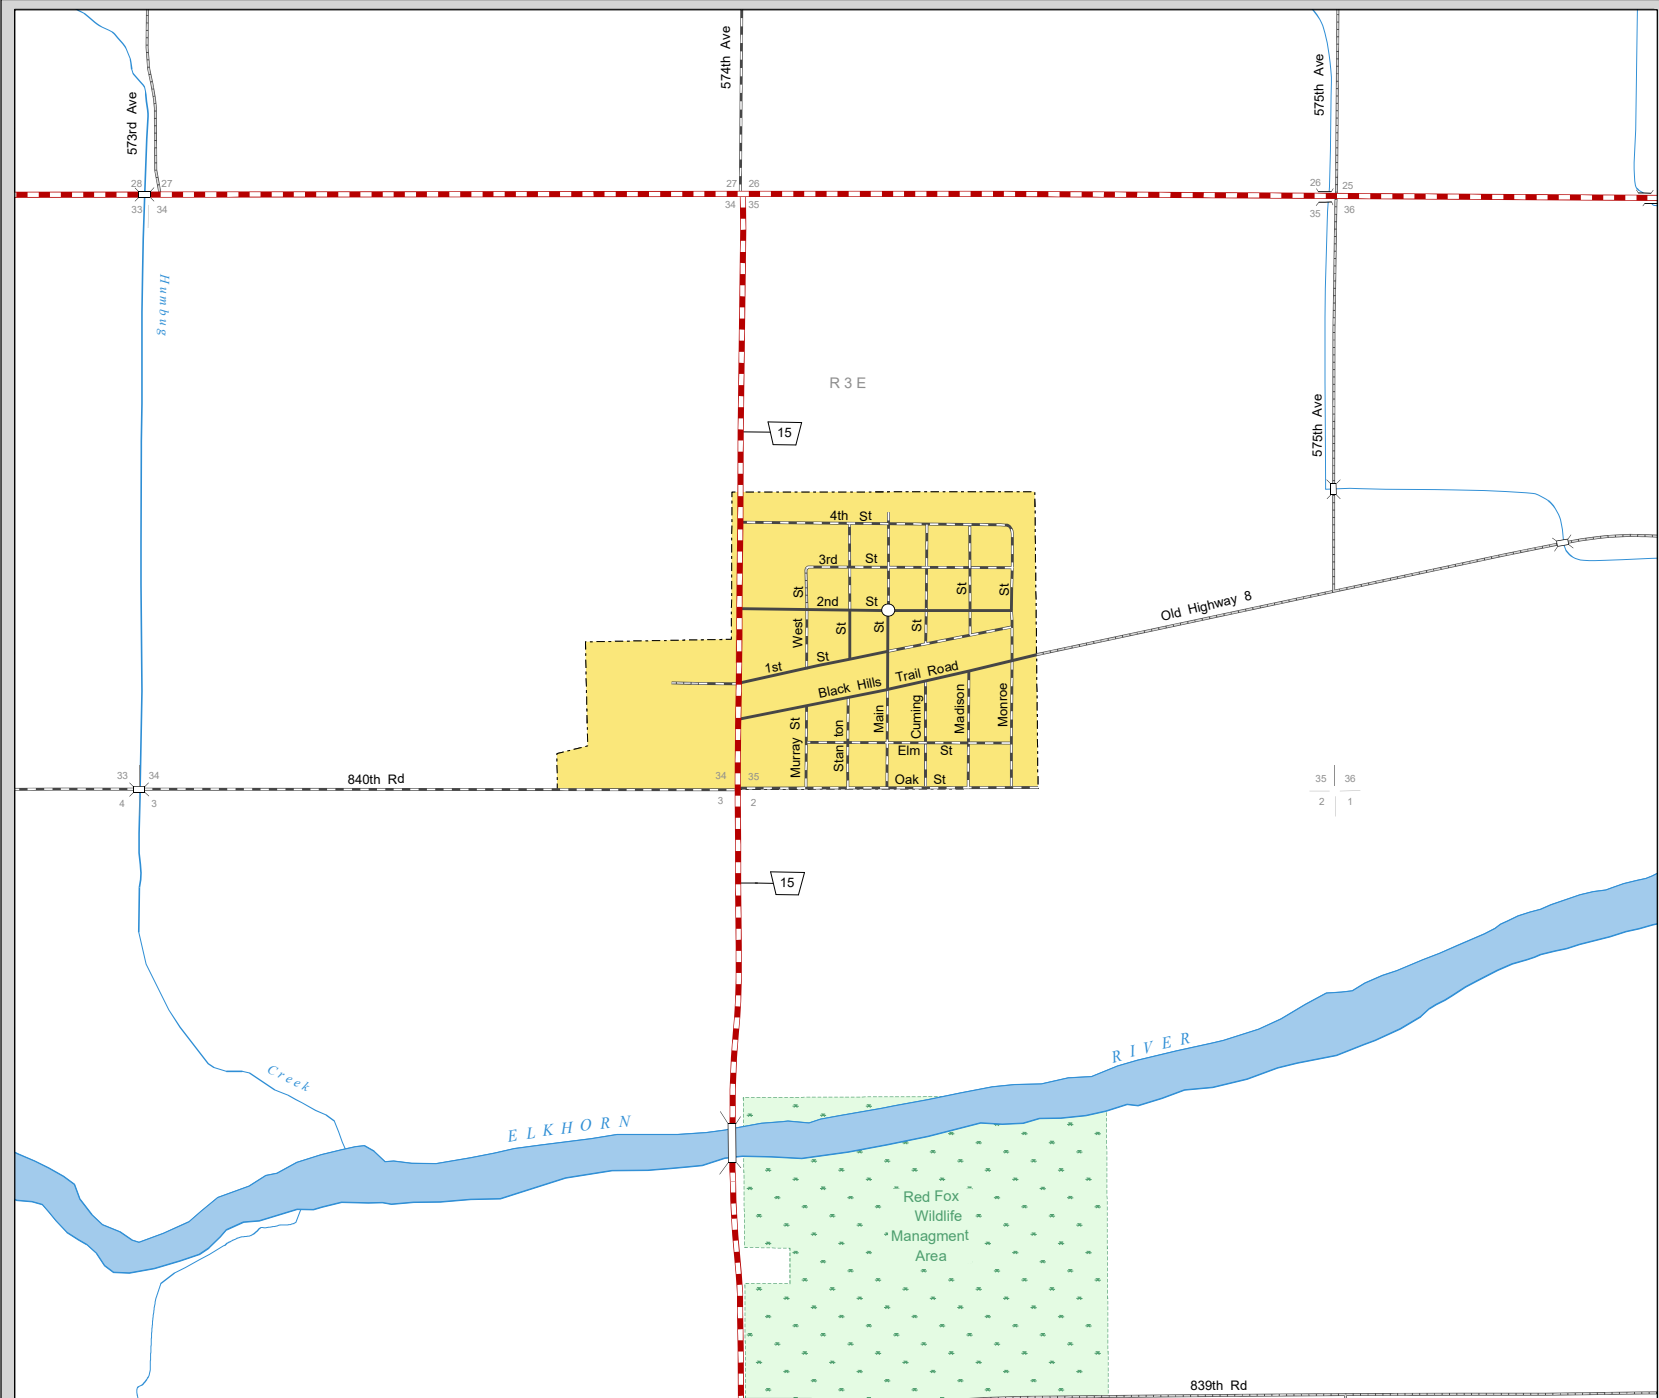 573rd Ave
574th Ave
575th Ave
28 27
33 34
27 26
34 35
26 25
35 36
Humbug
R 3 E
575th Ave
15
4th St
3rd St
St
St
St
2nd St
West
St
St
St
1st St
Black Hills Trail Road
Old Highway 8
Murray St
Stanton
Main
Cuming
Madison
Monroe
Elm St
Oak St
33 34
4 3
840th Rd
34 35
3 2
35 36
2 1
15
Creek
ELKHORN
RIVER
Red Fox
Wildlife
Managment
Area
839th Rd